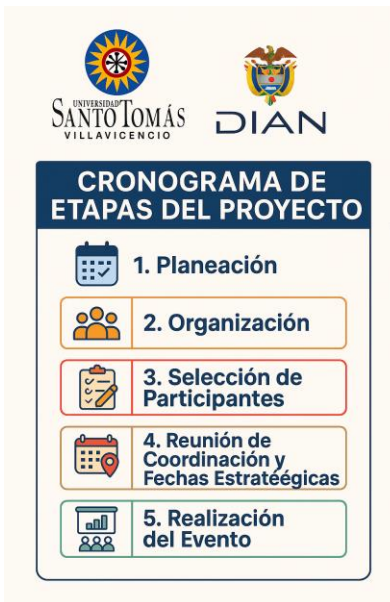 UNIVERSIDAD
SANTO TOMÁS
VILLAVICENCIO
DIAN
CRONOGRAMA DE
ETAPAS DEL PROYECTO
1. Planeación
2. Organización
3. Selección de
Participantes
4. Reunión de
Coordinación y
Fechas Estratéégicas
5. Realización
del Evento